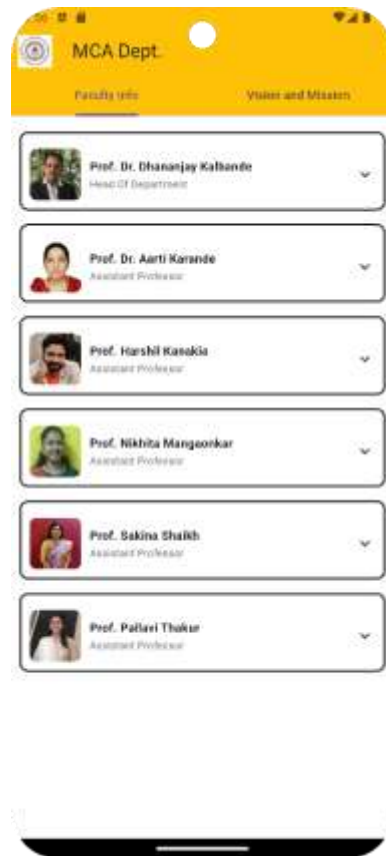 MCA Dept.
Faculty Info
Vision and Mission
Prof. Dr. Dhananjay Kalbande
Head Of Department
Prof. Dr. Aarti Karande
Assistant Professor
Prof. Harshil Kanakia
Assistant Professor
Prof. Nikhita Mangaonkar
Assistant Professor
Prof. Sakina Shaikh
Assistant Professor
Prof. Pallavi Thakur
Assistant Professor